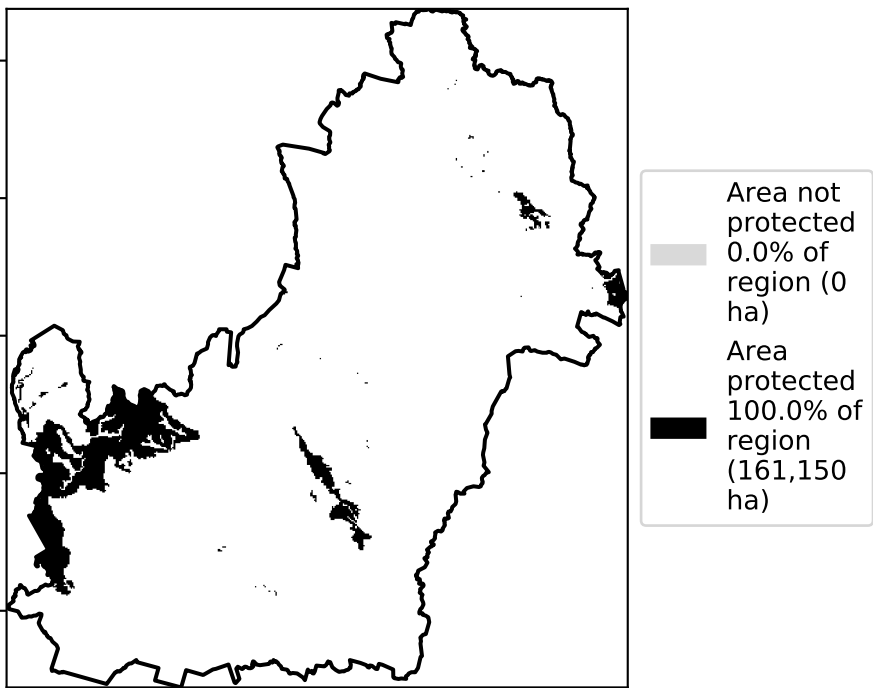 Area not
protected
0.0% of
region (0
ha)
Area
protected
100.0% of
region
(161,150
ha)